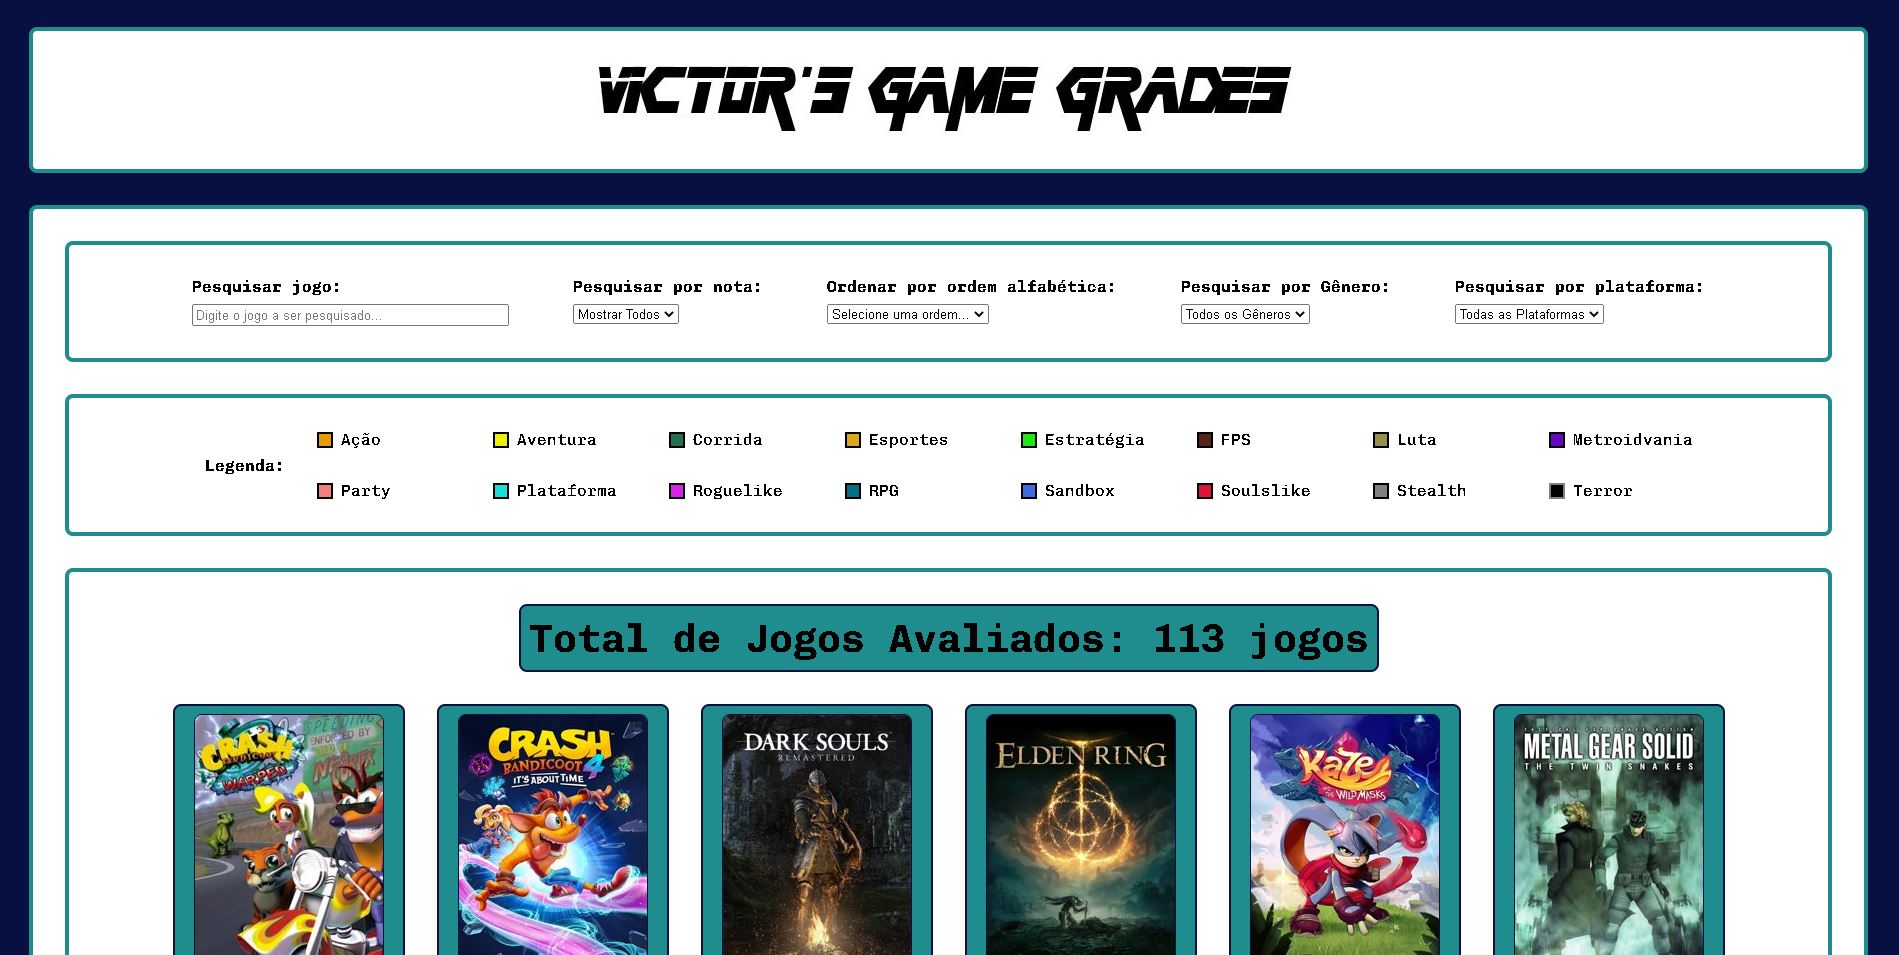 VICTOR'S GAME GRADES
Pesquisar jogo:
Digite o jogo a ser pesquisado...
Pesquisar por nota:
Mostrar Todos
Ordenar por ordem alfabética:
Selecione uma ordem...
Pesquisar por Gênero:
Todos os Gêneros
Pesquisar por plataforma:
Todas as Plataformas
Legenda:
Ação
Aventura
Corrida
Esportes
Estratégia
FPS
Luta
Metroidvania
Party
Plataforma
Roguelike
RPG
Sandbox
Soulslike
Stealth
Terror
Total de Jogos Avaliados: 113 jogos
CRASH
BANDICOOT
WARPED
SPEEDING
ENFORCED BY
CRASH
BANDICOOT 4
IT'S ABOUT TIME
DARK SOULS
REMASTERED
ELDEN RING
Kaze
AND THE WILD MASKS
METAL GEAR SOLID
THE TWIN SNAKES